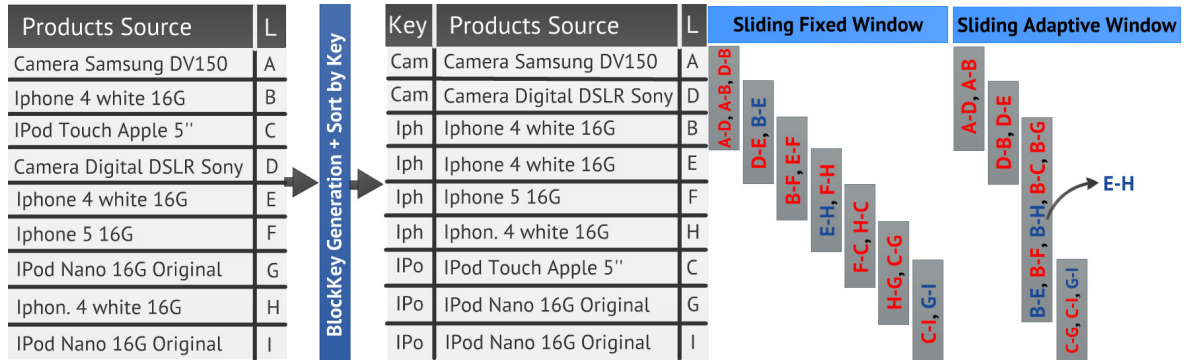 Products Source L
Camera Samsung DV150 A
Iphone 4 white 16G B
IPod Touch Apple 5'' C
Camera Digital DSLR Sony D
Iphone 4 white 16G E
Iphone 5 16G F
IPod Nano 16G Original G
Iphon. 4 white 16G H
IPod Nano 16G Original I
BlockKey Generation + Sort by Key
Key Products Source L
Cam Camera Samsung DV150 A
Cam Camera Digital DSLR Sony D
Iph Iphone 4 white 16G B
Iph Iphone 4 white 16G E
Iph Iphone 5 16G F
Iph Iphon. 4 white 16G H
IPo IPod Touch Apple 5'' C
IPo IPod Nano 16G Original G
IPo IPod Nano 16G Original I
Sliding Fixed Window
A-D, A-B, D-B
D-E, B-E
B-F, E-F
E-H, F-H
F-C, H-C
H-G, C-G
C-I, G-I
Sliding Adaptive Window
A-D, A-B
D-B, D-E
B-E, B-F, B-H, B-C, B-G
E-H
C-G, C-I, G-I